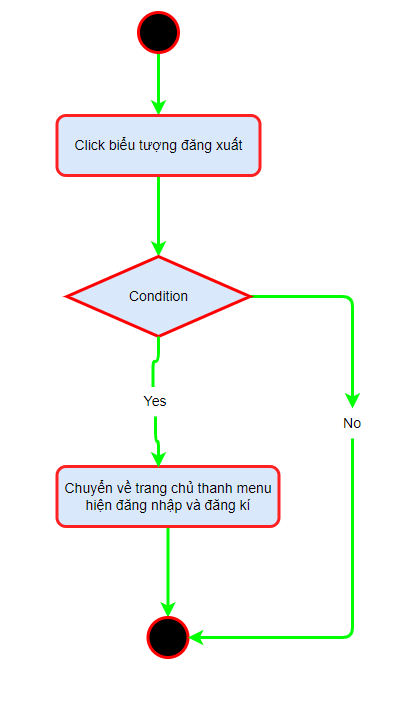 Click biểu tượng đăng xuất
Condition
Yes
No
Chuyển về trang chủ thanh menu
hiện đăng nhập và đăng kí